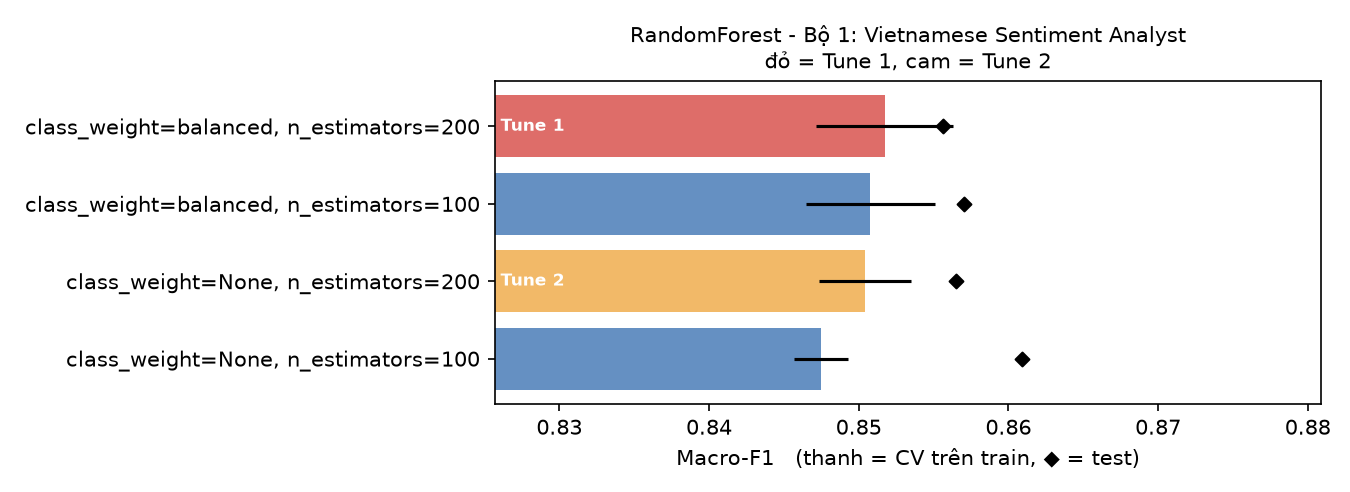 RandomForest - Bộ 1: Vietnamese Sentiment Analyst
đỏ = Tune 1, cam = Tune 2
class_weight=balanced, n_estimators=200
Tune 1
class_weight=balanced, n_estimators=100
class_weight=None, n_estimators=200
Tune 2
class_weight=None, n_estimators=100
0.83 0.84 0.85 0.86 0.87 0.88
Macro-F1 (thanh = CV trên train, ◆ = test)